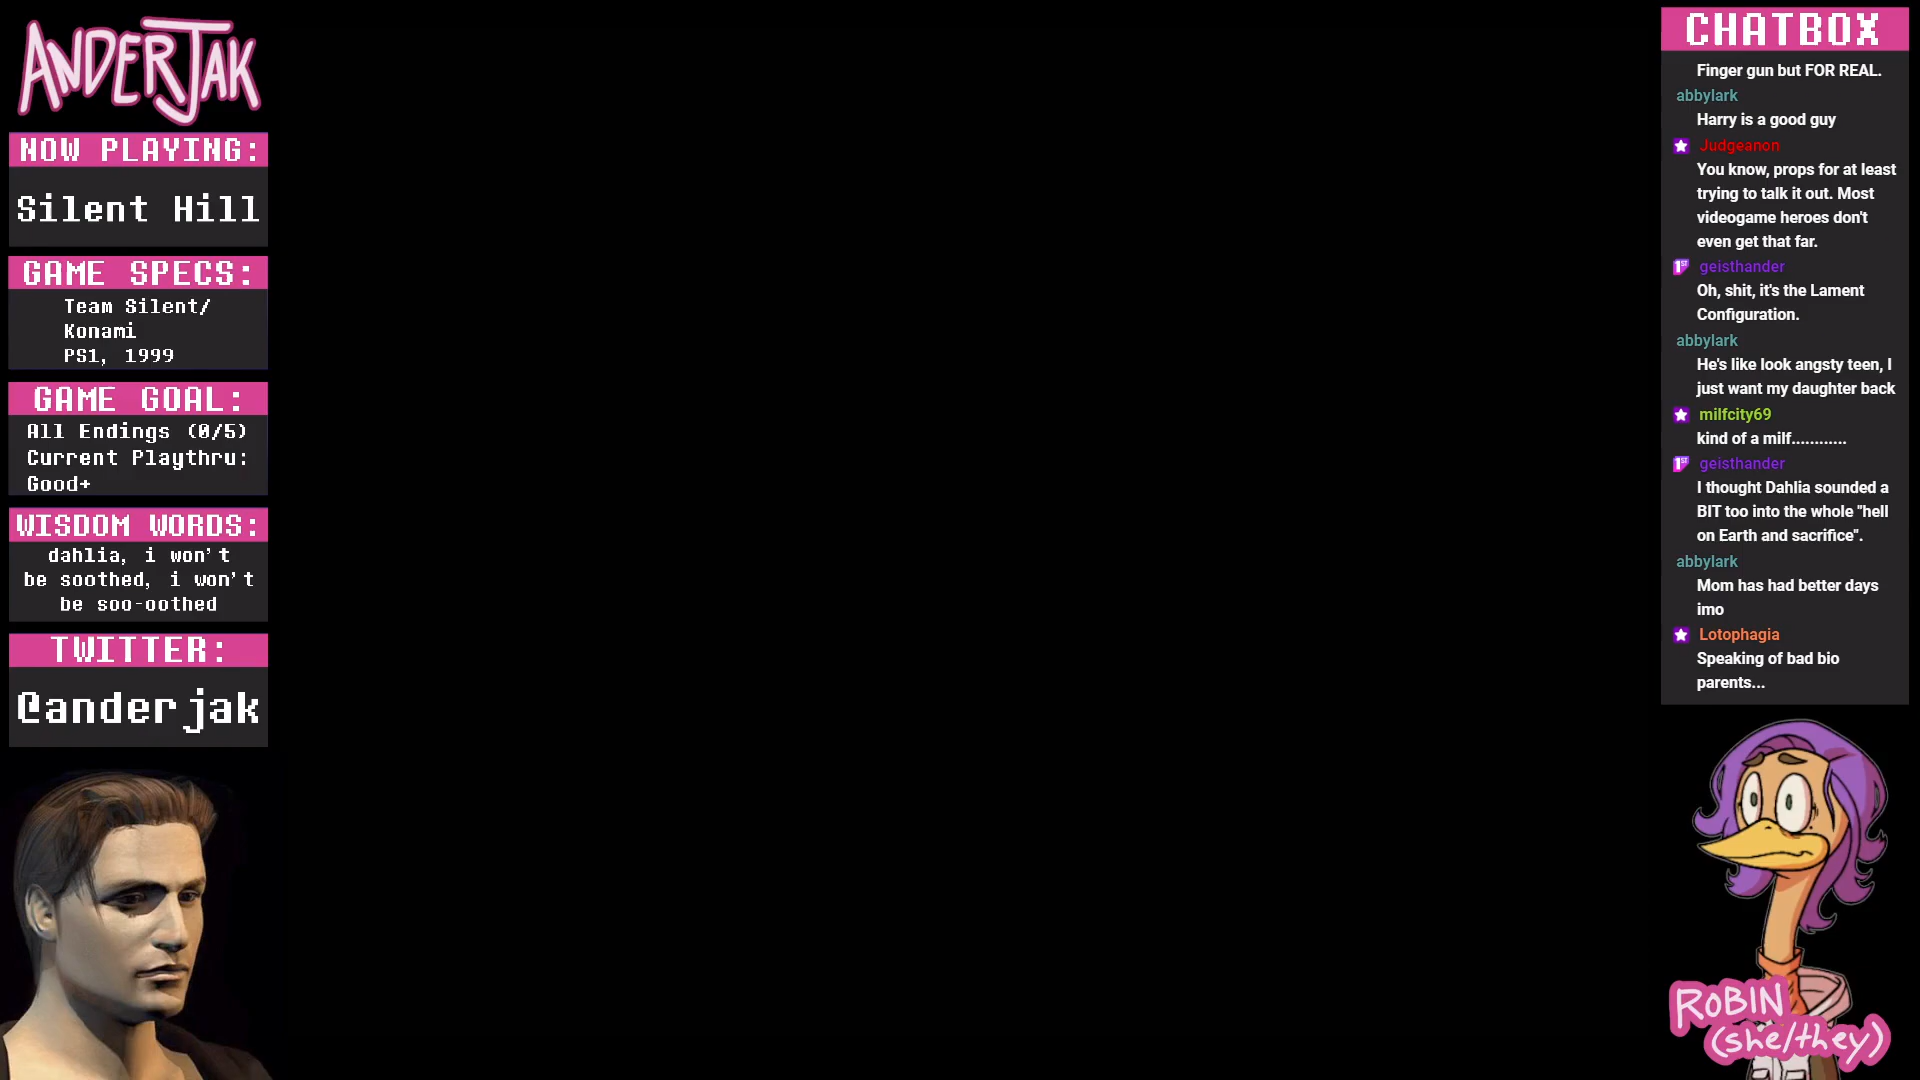 ANDERJAK
NOW PLAYING:
Silent Hill
GAME SPECS:
Team Silent/
Konami
PS1, 1999
GAME GOAL:
All Endings (0/5)
Current Playthru:
Good+
WISDOM WORDS:
dahlia, i won't
be soothed, i won't
be soo-oothed
TWITTER:
@anderjak
CHATBOX
Finger gun but FOR REAL.
abbylark
Harry is a good guy
Judgeanon
You know, props for at least
trying to talk it out. Most
videogame heroes don't
even get that far.
1ST geisthander
Oh, shit, it's the Lament
Configuration.
abbylark
He's like look angsty teen, I
just want my daughter back
milfcity69
kind of a milf............
1ST geisthander
I thought Dahlia sounded a
BIT too into the whole "hell
on Earth and sacrifice".
abbylark
Mom has had better days
imo
Lotophagia
Speaking of bad bio
parents...
ROBIN
(she/they)